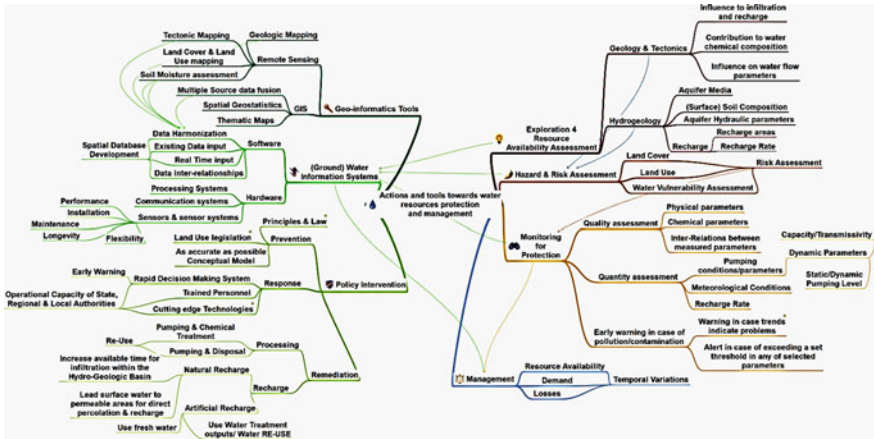 Tectonic Mapping
Geologic Mapping
Land Cover & Land
Use mapping
Remote Sensing
Soil Moisture assessment
Multiple Source data fusion
Spatial Geostatistics
GIS
Thematic Maps
Geo-informatics Tools
Data Harmonization
Spatial Database
Development
Existing Data input
Software
Real Time input
Data Inter-relationships
(Ground) Water
Information Systems
Processing Systems
Communication systems
Hardware
Performance
Installation
Maintenance
Sensors & sensor systems
Longevity
Flexibility
Principles & Law
Land Use legislation
Prevention
As accurate as possible
Conceptual Model
Early Warning
Rapid Decision Making System
Operational Capacity of State,
Regional & Local Authorities
Trained Personnel
Response
Policy Intervention
Cutting edge Technologies
Pumping & Chemical
Treatment
Re-Use
Pumping & Disposal
Processing
Increase available time for
infiltration within the
Hydro-Geologic Basin
Natural Recharge
Remediation
Recharge
Lead surface water to
permeable areas for direct
percolation & recharge
Artificial Recharge
Use fresh water
Use Water Treatment
outputs/ Water RE-USE
Actions and tools towards water
resources protection
and management
Influence to infiltration
and recharge
Geology & Tectonics
Contribution to water
chemical composition
Influence on water flow
parameters
Exploration 4
Resource
Availability Assessment
Aquifer Media
Hydrogeology
(Surface) Soil Composition
Aquifer Hydraulic parameters
Recharge
Recharge areas
Recharge Rate
Hazard & Risk Assessment
Land Cover
Land Use
Risk Assessment
Water Vulnerability Assessment
Monitoring
for
Protection
Quality assessment
Physical parameters
Chemical parameters
Inter-Relations between
measured parameters
Quantity assessment
Pumping
conditions/parameters
Capacity/Transmissivity
Dynamic Parameters
Static/Dynamic
Pumping Level
Meteorological Conditions
Recharge Rate
Early warning in case of
pollution/contamination
Warning in case trends
indicate problems
Alert in case of exceeding a set
threshold in any of selected
parameters
Management
Resource Availability
Demand
Temporal Variations
Losses